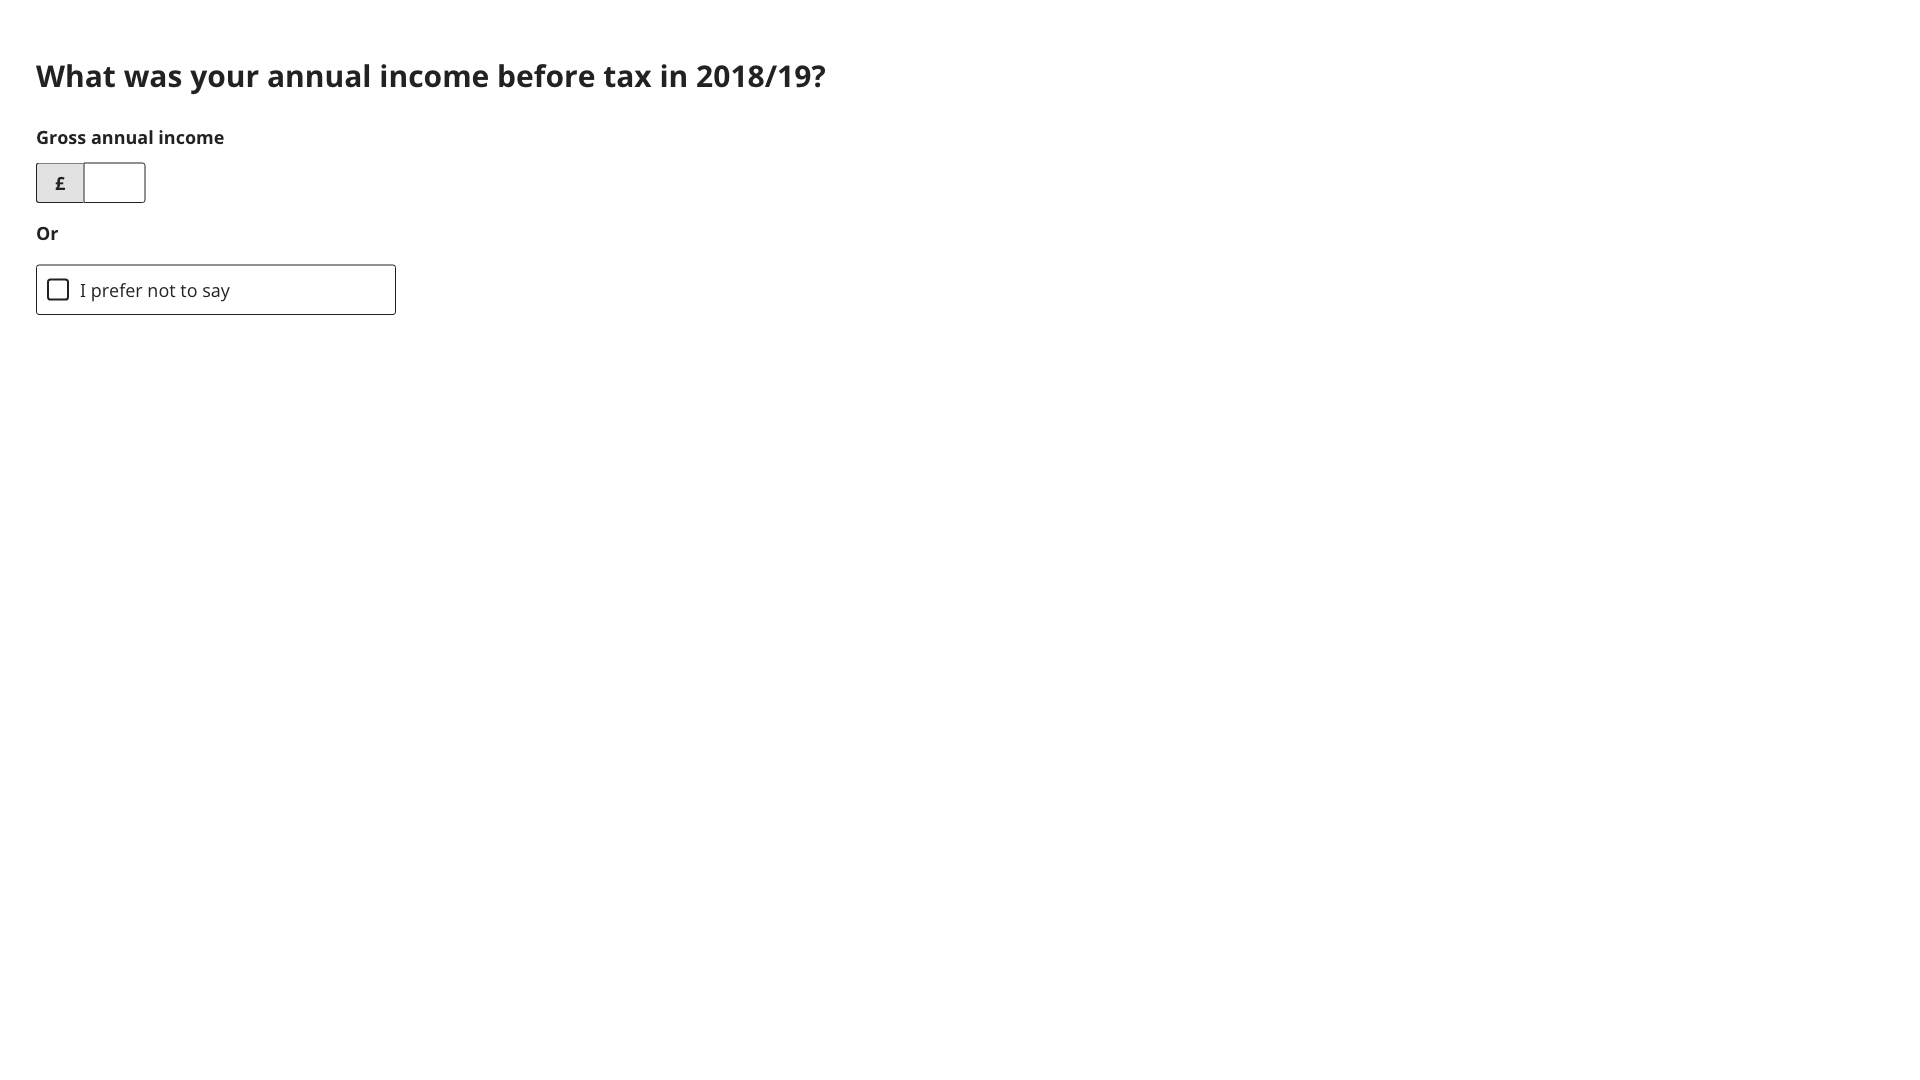 What was your annual income before tax in 2018/19?
Gross annual income
£
Or
I prefer not to say